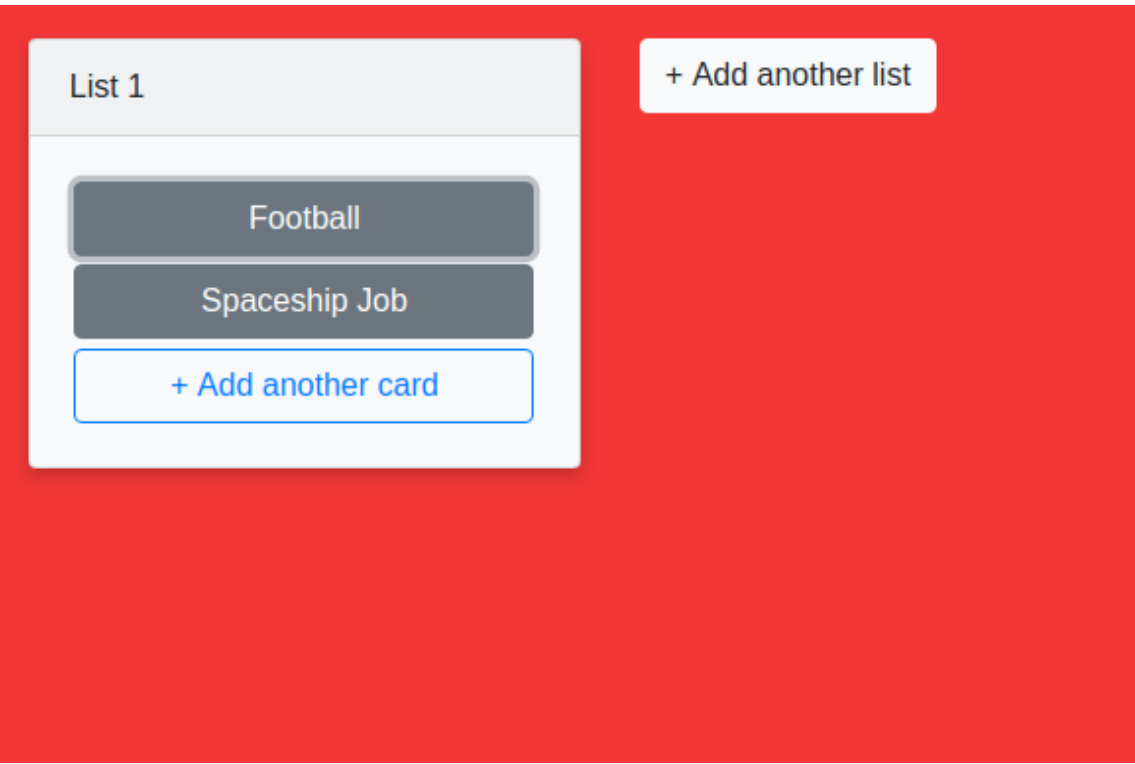 List 1
+ Add another list
Football
Spaceship Job
+ Add another card